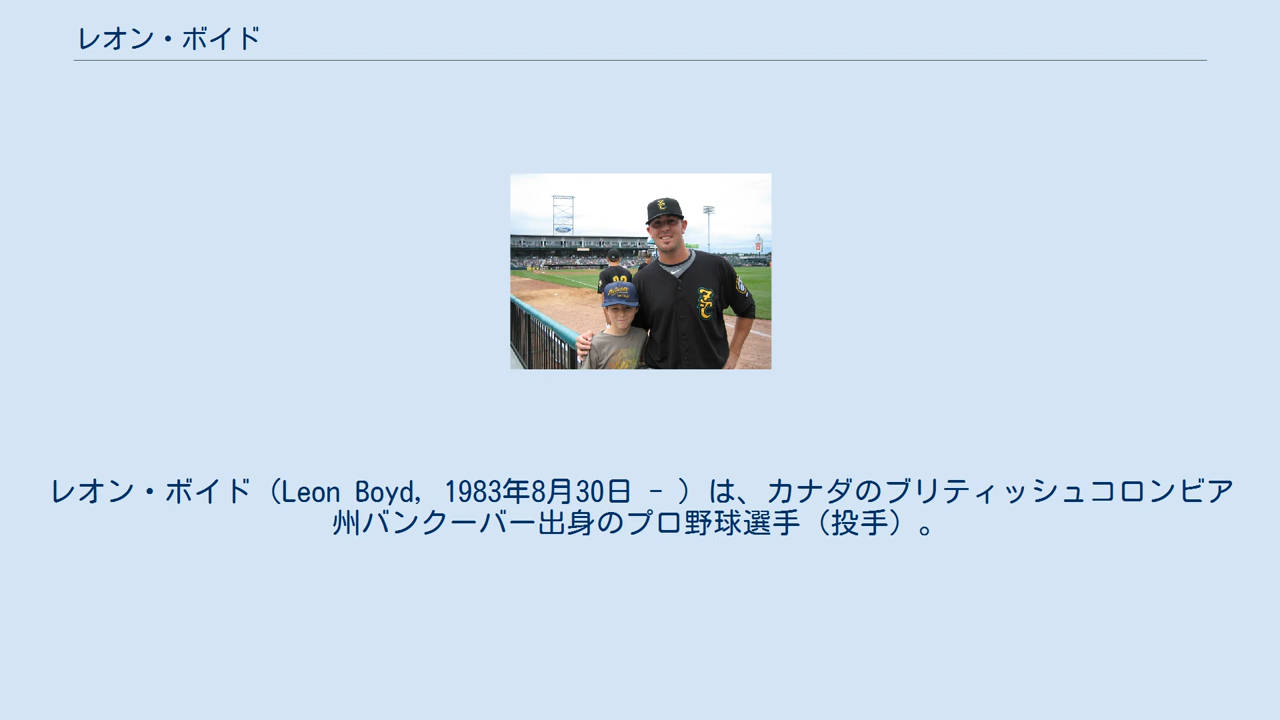 レオン・ボイド
レオン・ボイド（Leon Boyd, 1983年8月30日 - ）は、カナダのブリティッシュコロンビア
州バンクーバー出身のプロ野球選手（投手）。